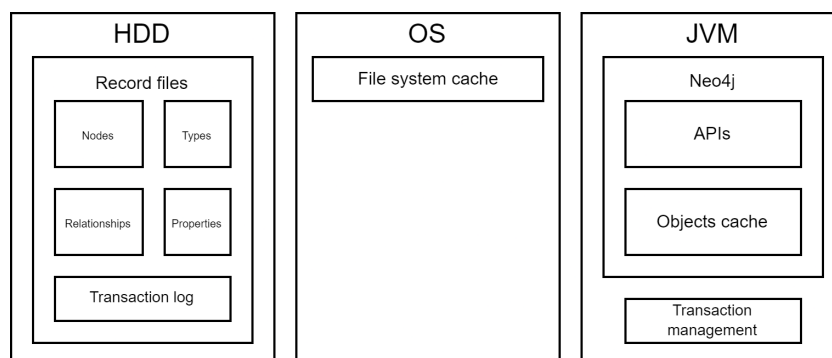 HDD
Record files
Nodes
Types
Relationships
Properties
Transaction log
OS
File system cache
JVM
Neo4j
APIs
Objects cache
Transaction
management